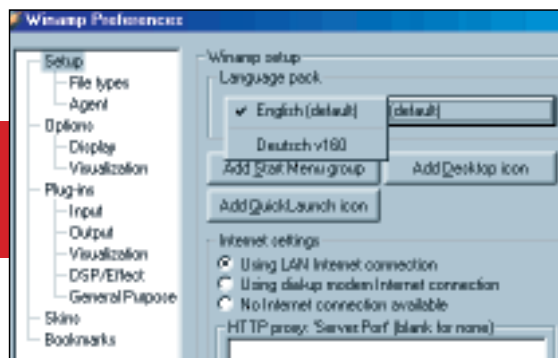 Winamp Preferences
Setup
File types
Agent
Options
Display
Visualization
Plug-ins
Input
Output
Visualization
DSP/Effect
General Purpose
Skins
Bookmarks
Winamp setup
Language pack
✔ English (default)
(default)
Deutsch v160
Add Start Menu group
Add Desktop icon
Add QuickLaunch icon
Internet settings
Using LAN Internet connection
Using dial-up modem Internet connection
No Internet connection available
HTTP proxy: 'Server:Port' (blank for none)